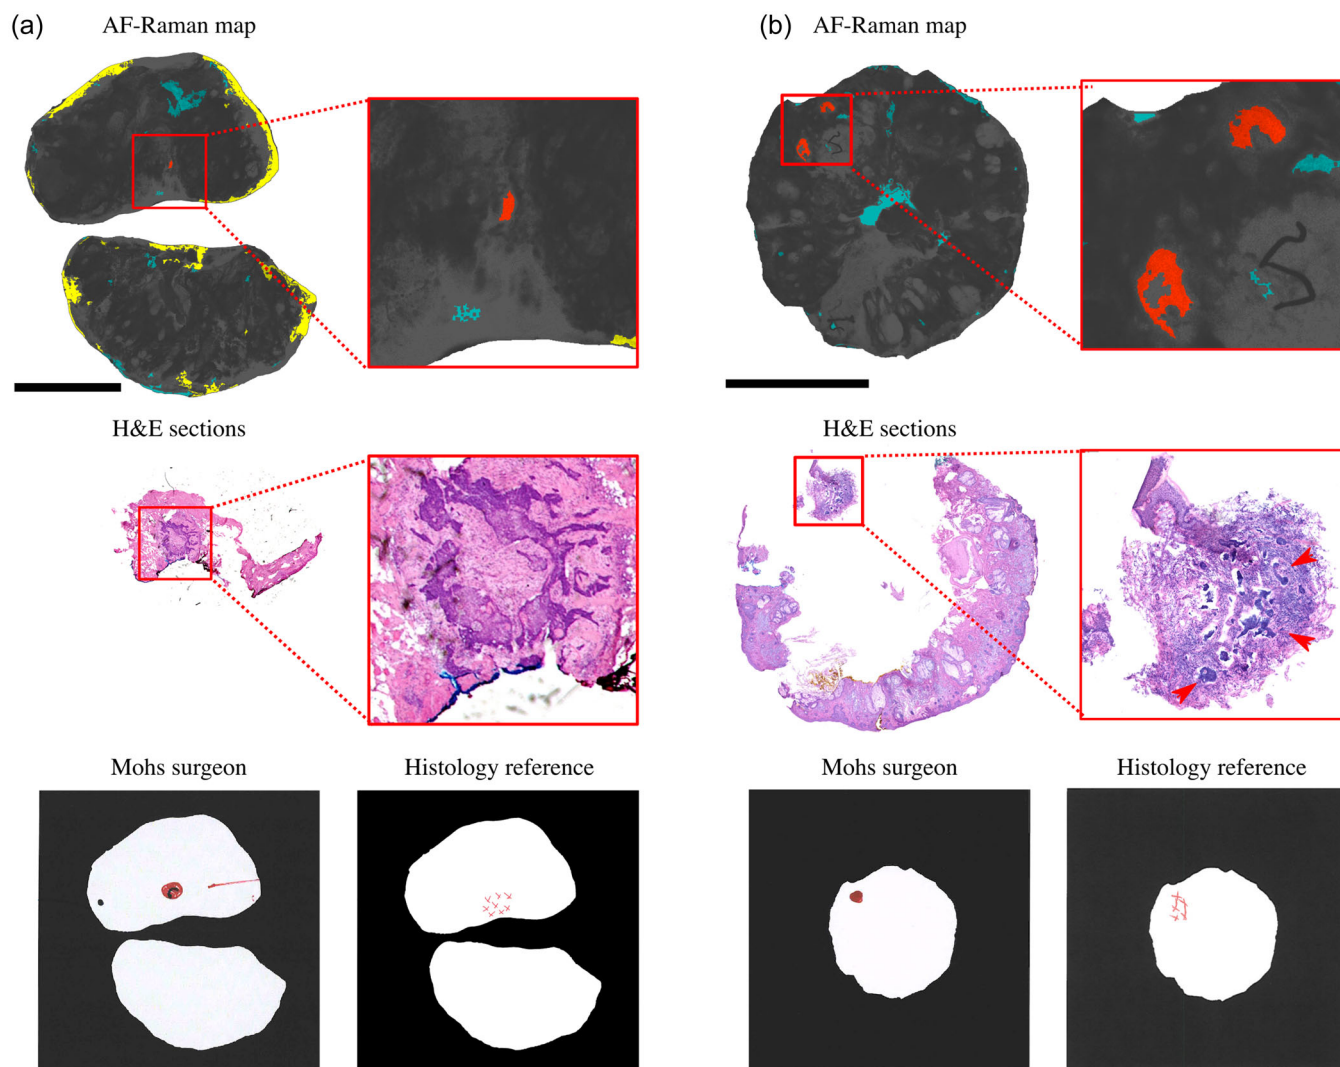 (a)
AF-Raman map
(b)
AF-Raman map
H&E sections
H&E sections
Mohs surgeon
Histology reference
Mohs surgeon
Histology reference